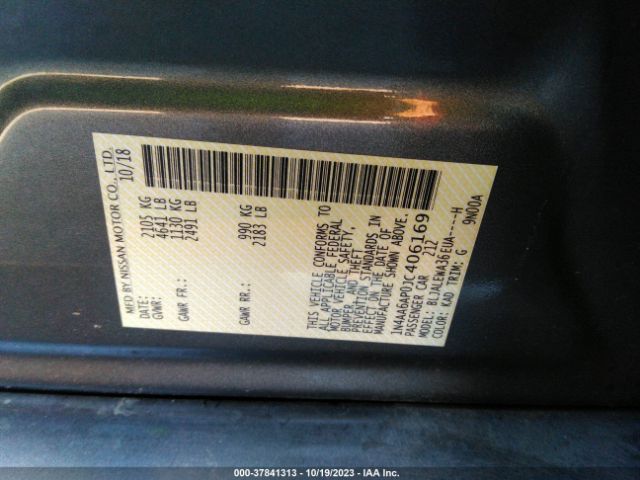 MFD BY NISSAN MOTOR CO., LTD.
10/18
GVWR: 2105 KG
4641 LB
GAWR FR.: 1130 KG
2491 LB
GAWR RR.: 990 KG
2183 LB
THIS VEHICLE CONFORMS TO
ALL APPLICABLE FEDERAL
MOTOR VEHICLE SAFETY,
BUMPER, AND THEFT
PREVENTION STANDARDS IN
EFFECT ON THE DATE OF
MANUFACTURE SHOWN ABOVE.
1N4AA6AP0JC406169
PASSENGER CAR 212
MODEL: BLJALEWA36EUA-----H
COLOR: KAD TRIM: G 9N00A
000-37841313 - 10/19/2023 - IAA Inc.